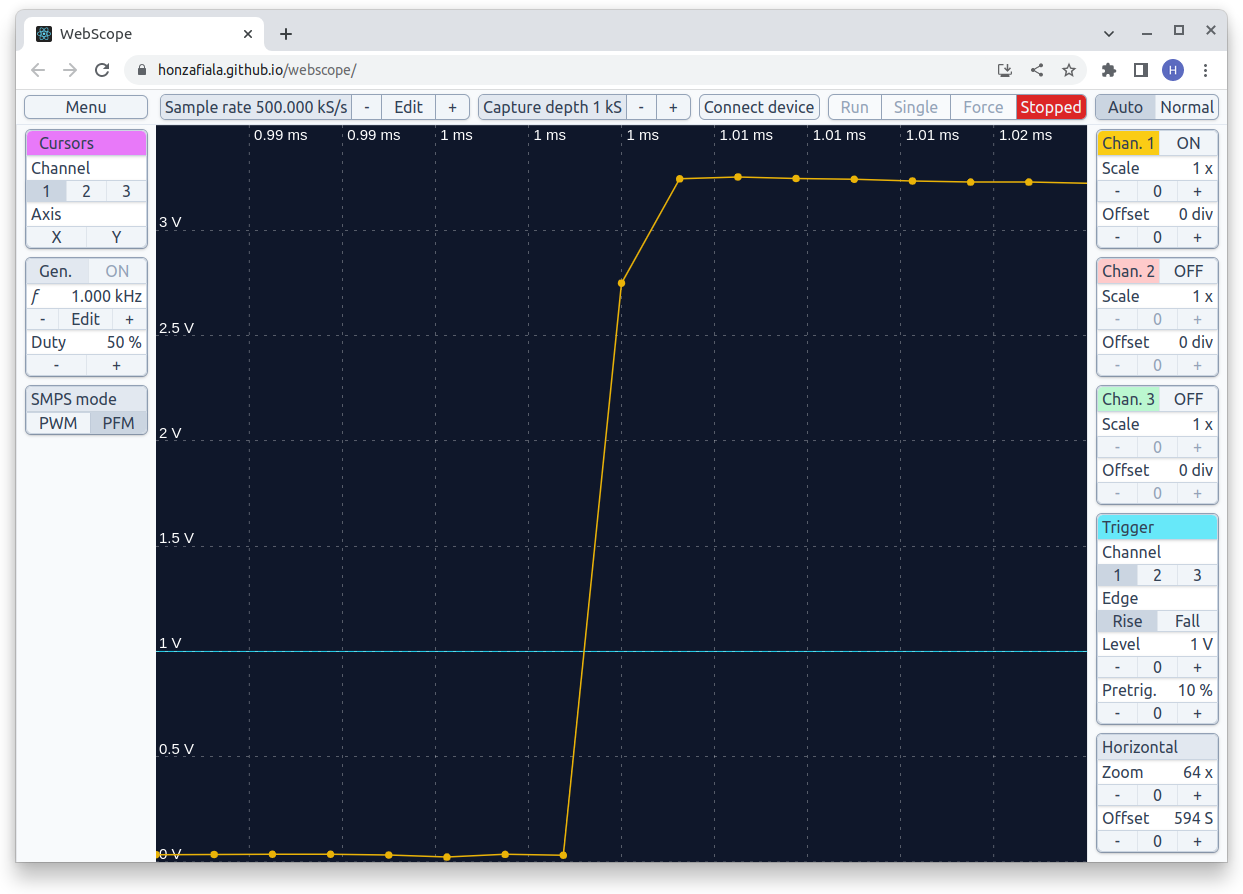 WebScope
honzafiala.github.io/webscope/
H
Menu
Sample rate 500.000 kS/s - Edit +
Capture depth 1 kS - +
Connect device
Run Single Force Stopped
Auto Normal
Cursors
Channel
1 2 3
Axis
X Y
Gen. ON
f 1.000 kHz
- Edit +
Duty 50 %
- +
SMPS mode
PWM PFM
0.99 ms 0.99 ms 1 ms 1 ms 1 ms 1.01 ms 1.01 ms 1.01 ms 1.02 ms
3 V
2.5 V
2 V
1.5 V
1 V
0.5 V
0 V
Chan. 1 ON
Scale 1 x
- 0 +
Offset 0 div
- 0 +
Chan. 2 OFF
Scale 1 x
- 0 +
Offset 0 div
- 0 +
Chan. 3 OFF
Scale 1 x
- 0 +
Offset 0 div
- 0 +
Trigger
Channel
1 2 3
Edge
Rise Fall
Level 1 V
- 0 +
Pretrig. 10 %
- 0 +
Horizontal
Zoom 64 x
- 0 +
Offset 594 S
- 0 +